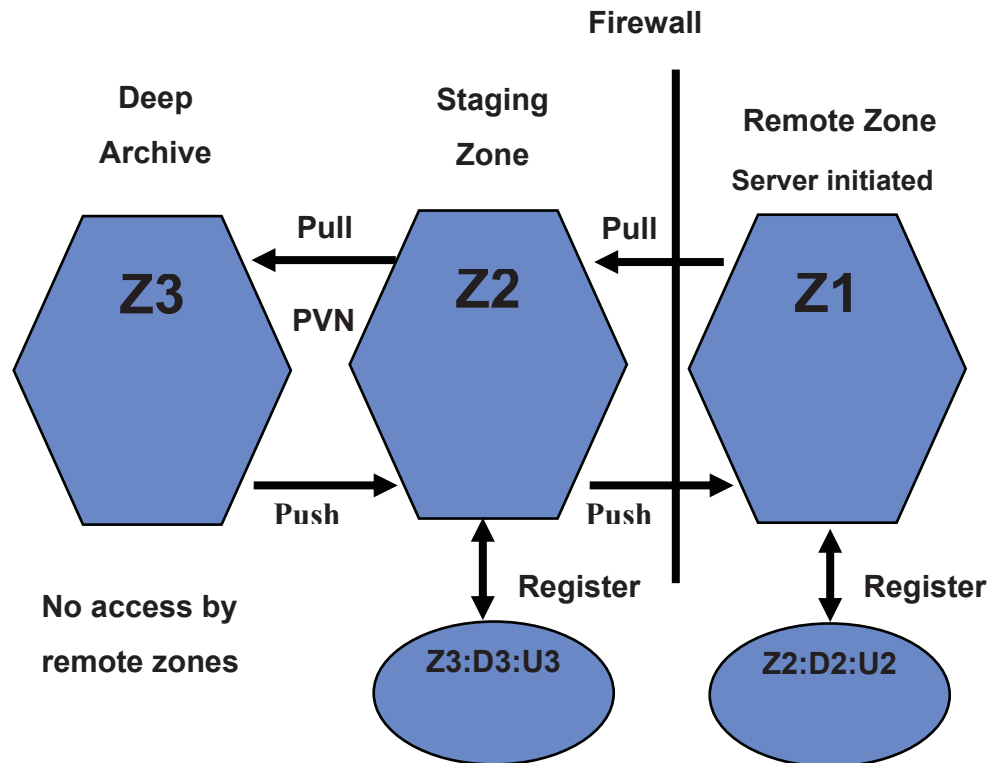 Firewall
Deep
Archive
Staging
Zone
Remote Zone
Server initiated
Pull
Pull
Z3
Z2
Z1
PVN
Push
Push
Register
Register
No access by
remote zones
Z3:D3:U3
Z2:D2:U2